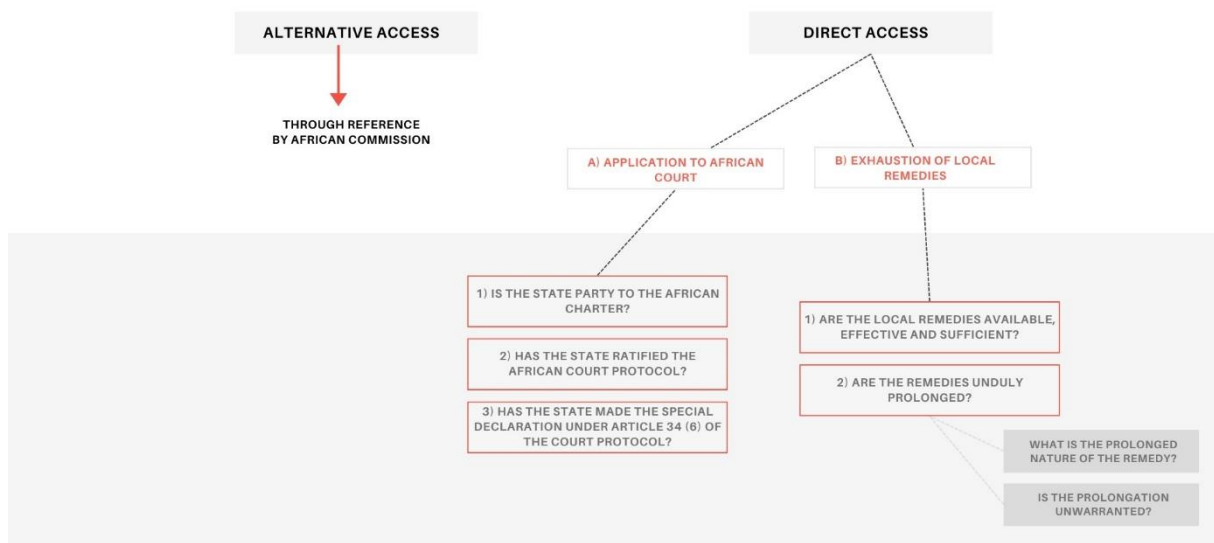 ALTERNATIVE ACCESS
THROUGH REFERENCE
BY AFRICAN COMMISSION
DIRECT ACCESS
A) APPLICATION TO AFRICAN
COURT
B) EXHAUSTION OF LOCAL
REMEDIES
1) IS THE STATE PARTY TO THE AFRICAN
CHARTER?
2) HAS THE STATE RATIFIED THE
AFRICAN COURT PROTOCOL?
3) HAS THE STATE MADE THE SPECIAL
DECLARATION UNDER ARTICLE 34 (6) OF
THE COURT PROTOCOL?
1) ARE THE LOCAL REMEDIES AVAILABLE,
EFFECTIVE AND SUFFICIENT?
2) ARE THE REMEDIES UNDULY
PROLONGED?
WHAT IS THE PROLONGED
NATURE OF THE REMEDY?
IS THE PROLONGATION
UNWARRANTED?